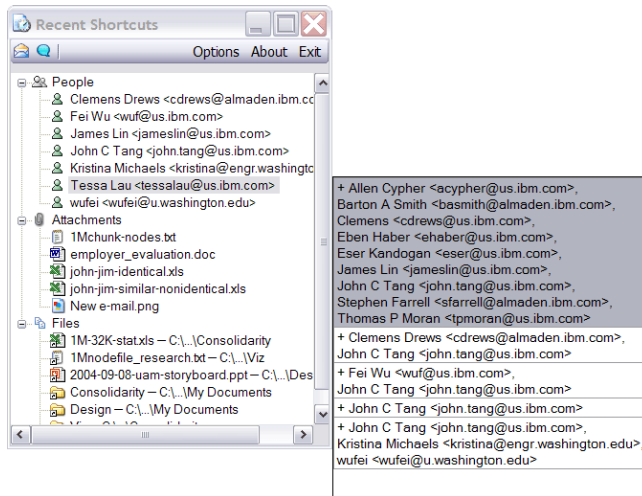 Recent Shortcuts
Options About Exit
People
Clemens Drews <cdrews@almaden.ibm.cc
Fei Wu <wuf@us.ibm.com>
James Lin <jameslin@us.ibm.com>
John C Tang <john.tang@us.ibm.com>
Kristina Michaels <kristina@engr.washingtc
Tessa Lau <tessalau@us.ibm.com>
wufei <wufei@u.washington.edu>
Attachments
1Mchunk-nodes.txt
employer_evaluation.doc
john-jim-identical.xls
john-jim-similar-nonidentical.xls
New e-mail.png
Files
1M-32K-stat.xls — C:\...\Consolidarity
1Mnodefile_research.txt — C:\...\Viz
2004-09-08-uam-storyboard.ppt — C:\...\Des
Consolidarity — C:\...\My Documents
Design — C:\...\My Documents
+ Allen Cypher <acypher@us.ibm.com>,
Barton A Smith <basmith@almaden.ibm.com>,
Clemens <cdrews@us.ibm.com>,
Eben Haber <ehaber@us.ibm.com>,
Eser Kandogan <eser@us.ibm.com>,
James Lin <jameslin@us.ibm.com>,
John C Tang <john.tang@us.ibm.com>,
Stephen Farrell <sfarrell@almaden.ibm.com>,
Thomas P Moran <tpmoran@us.ibm.com>
+ Clemens Drews <cdrews@us.ibm.com>,
John C Tang <john.tang@us.ibm.com>
+ Fei Wu <wuf@us.ibm.com>,
John C Tang <john.tang@us.ibm.com>
+ John C Tang <john.tang@us.ibm.com>
+ John C Tang <john.tang@us.ibm.com>,
Kristina Michaels <kristina@engr.washington.edu>,
wufei <wufei@u.washington.edu>